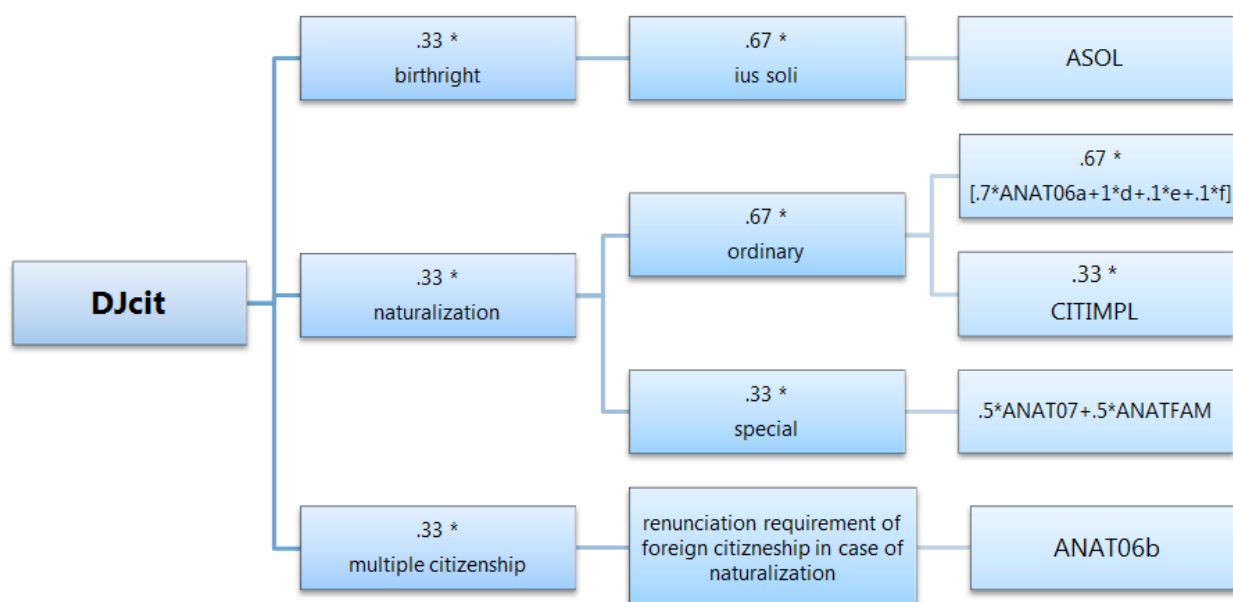 .33 *
birthright
.67 *
ius soli
ASOL
.67 *
[.7*ANAT06a+1*d+.1*e+.1*f]
.67 *
ordinary
DJcit
.33 *
naturalization
.33 *
CITIMPL
.33 *
special
.5*ANAT07+.5*ANATFAM
.33 *
multiple citizenship
renunciation requirement of
foreign citizneship in case of
naturalization
ANAT06b